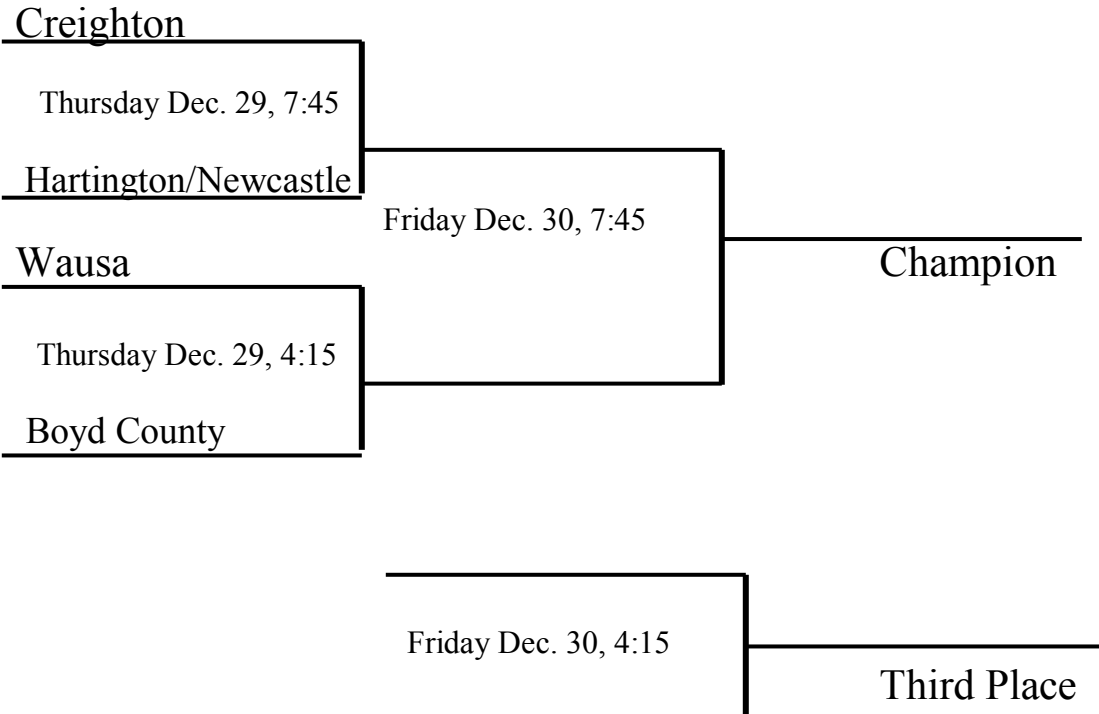 Creighton
Thursday Dec. 29, 7:45
Hartington/Newcastle
Friday Dec. 30, 7:45
Wausa
Champion
Thursday Dec. 29, 4:15
Boyd County
Friday Dec. 30, 4:15
Third Place